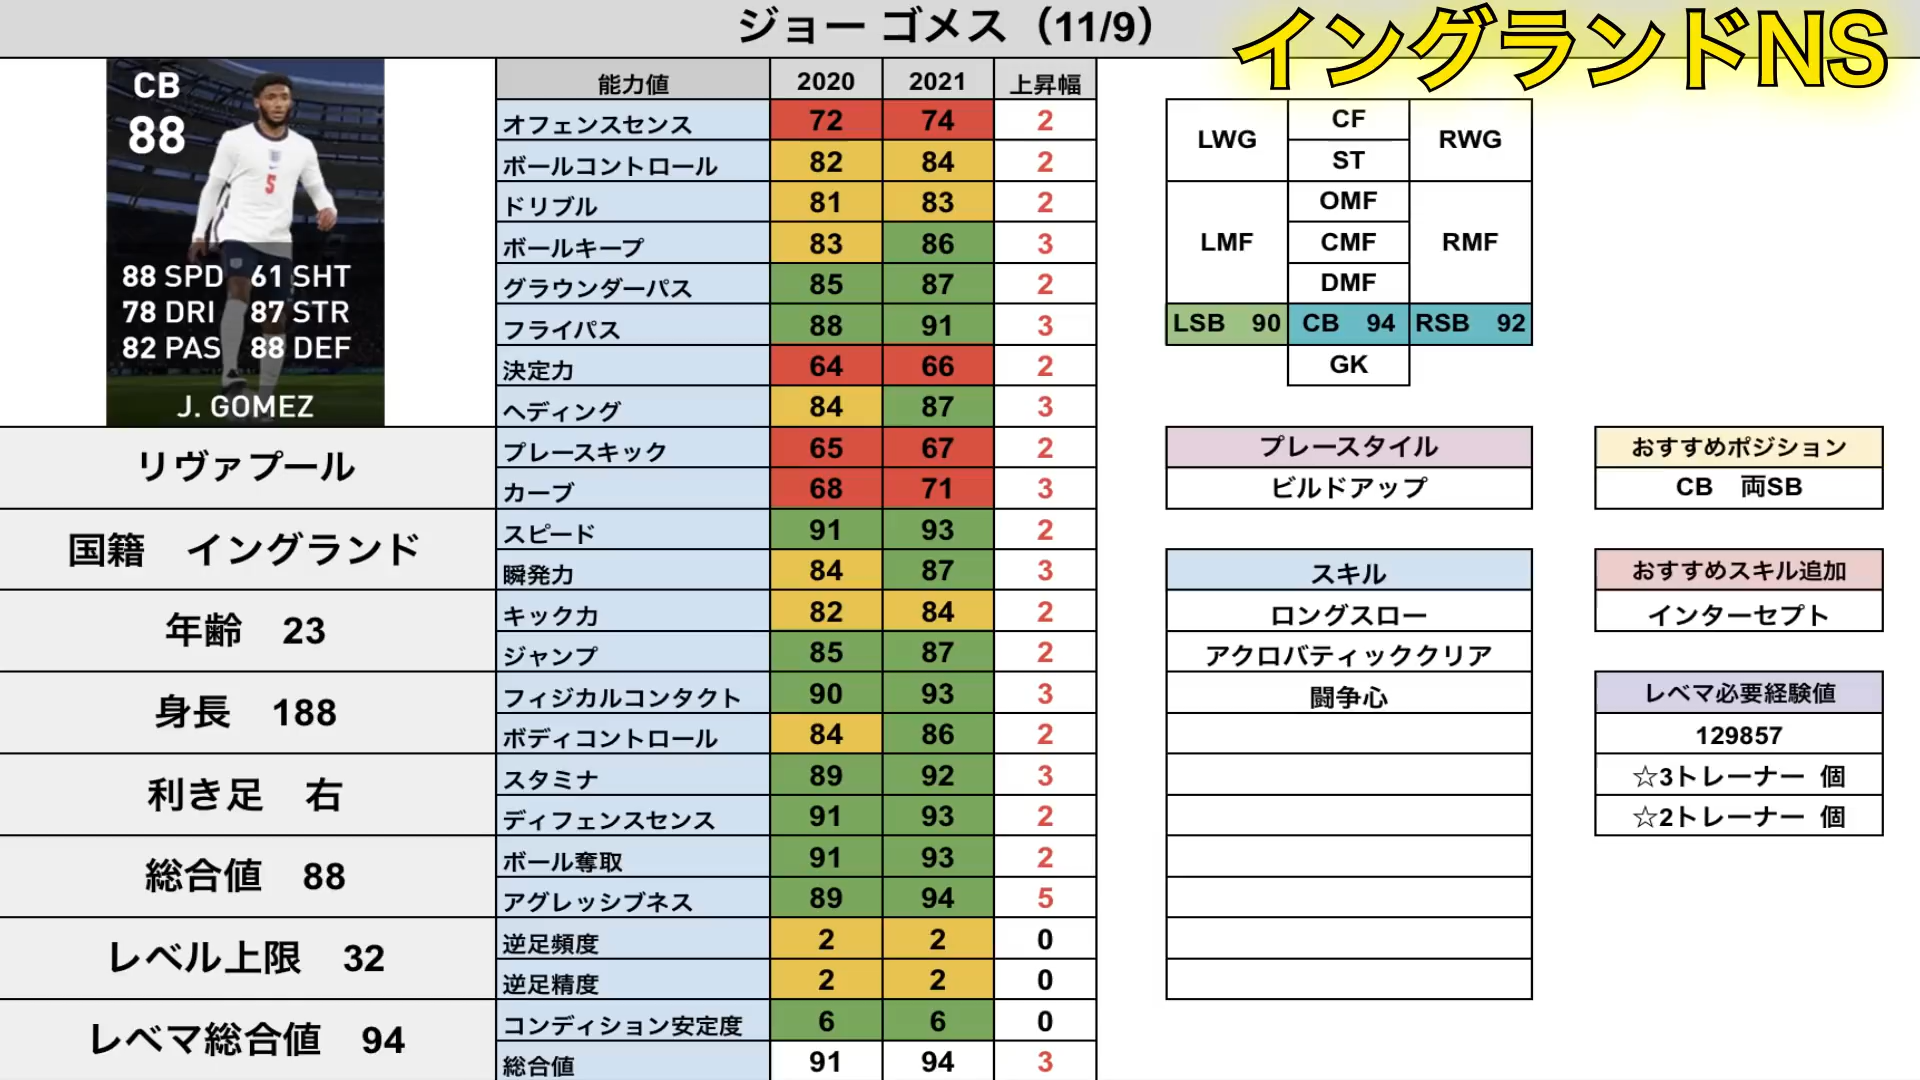 ジョー ゴメス（11/9）
イングランドNS
CB
88
5
88 SPD 61 SHT
78 DRI 87 STR
82 PAS 88 DEF
J. GOMEZ
リヴァプール
国籍 イングランド
年齢 23
身長 188
利き足 右
総合値 88
レベル上限 32
レベマ総合値 94
能力値 2020 2021 上昇幅
オフェンスセンス 72 74 2
ボールコントロール 82 84 2
ドリブル 81 83 2
ボールキープ 83 86 3
グラウンダーパス 85 87 2
フライパス 88 91 3
決定力 64 66 2
ヘディング 84 87 3
プレースキック 65 67 2
カーブ 68 71 3
スピード 91 93 2
瞬発力 84 87 3
キック力 82 84 2
ジャンプ 85 87 2
フィジカルコンタクト 90 93 3
ボディコントロール 84 86 2
スタミナ 89 92 3
ディフェンスセンス 91 93 2
ボール奪取 91 93 2
アグレッシブネス 89 94 5
逆足頻度 2 2 0
逆足精度 2 2 0
コンディション安定度 6 6 0
総合値 91 94 3
LWG CF RWG
ST
OMF
LMF CMF RMF
DMF
LSB 90 CB 94 RSB 92
GK
プレースタイル
ビルドアップ
スキル
ロングスロー
アクロバティッククリア
闘争心
おすすめポジション
CB 両SB
おすすめスキル追加
インターセプト
レベマ必要経験値
129857
☆3トレーナー 個
☆2トレーナー 個